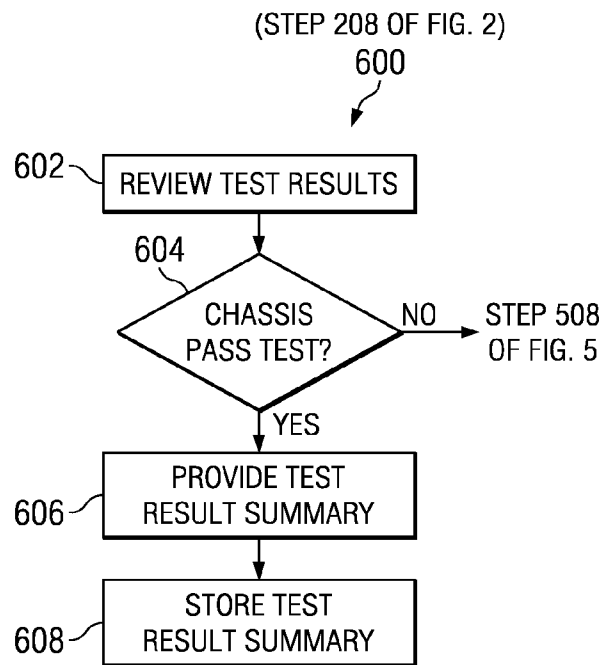 (STEP 208 OF FIG. 2)
600
602
REVIEW TEST RESULTS
604
CHASSIS
PASS TEST?
NO
STEP 508
OF FIG. 5
YES
606
PROVIDE TEST
RESULT SUMMARY
608
STORE TEST
RESULT SUMMARY